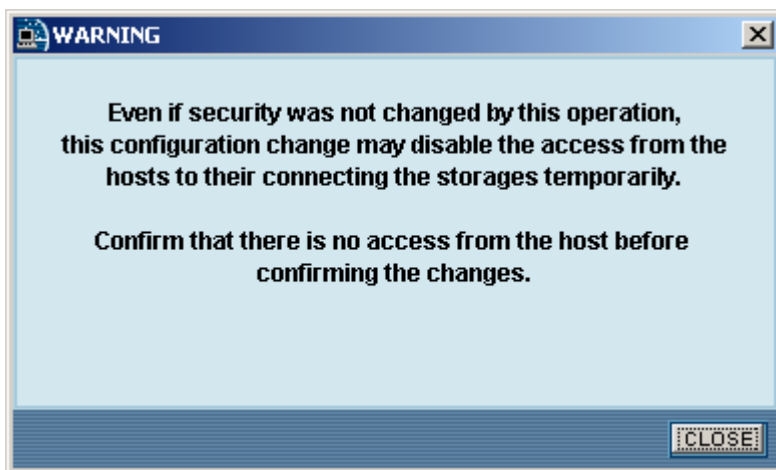 WARNING
Even if security was not changed by this operation,
this configuration change may disable the access from the
hosts to their connecting the storages temporarily.
Confirm that there is no access from the host before
confirming the changes.
CLOSE